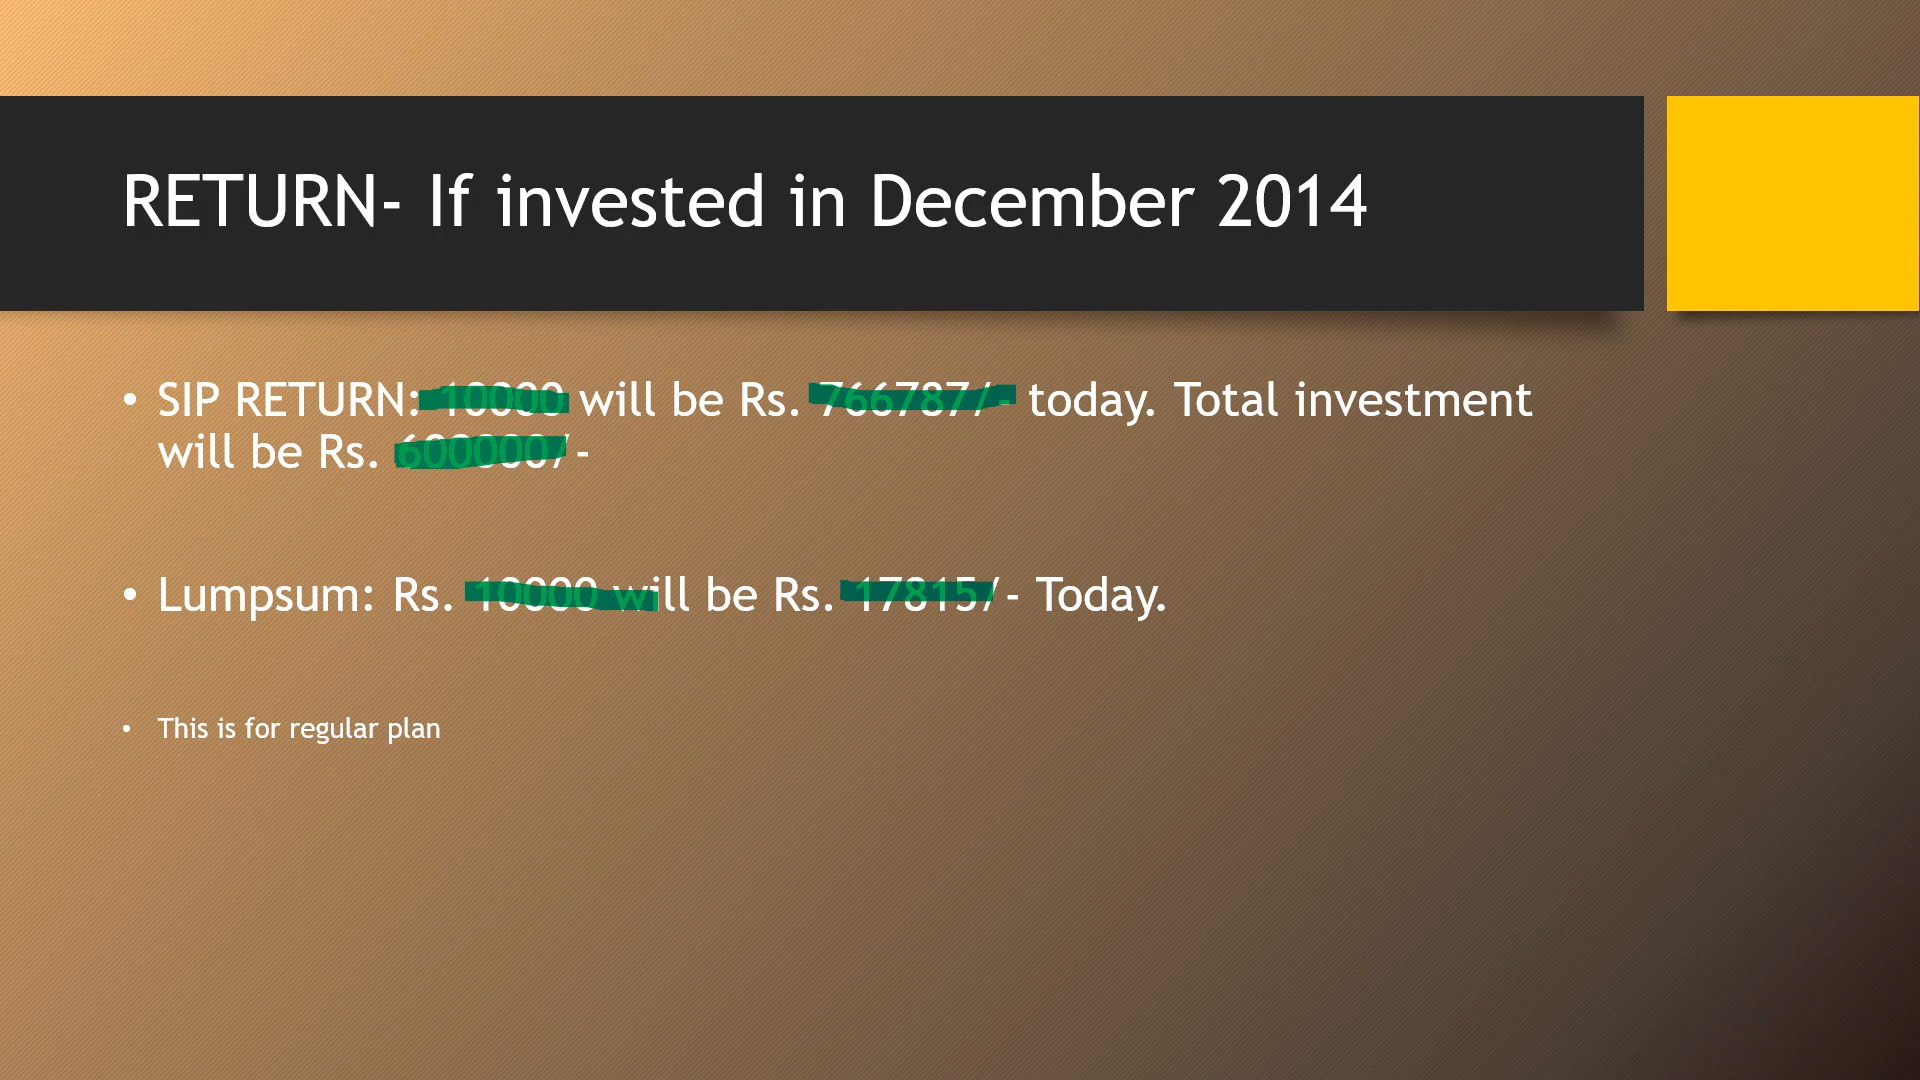 RETURN- If invested in December 2014
• SIP RETURN: 10000 will be Rs. 766787/- today. Total investment
will be Rs. 600000/-
• Lumpsum: Rs. 10000 will be Rs. 17815/- Today.
• This is for regular plan